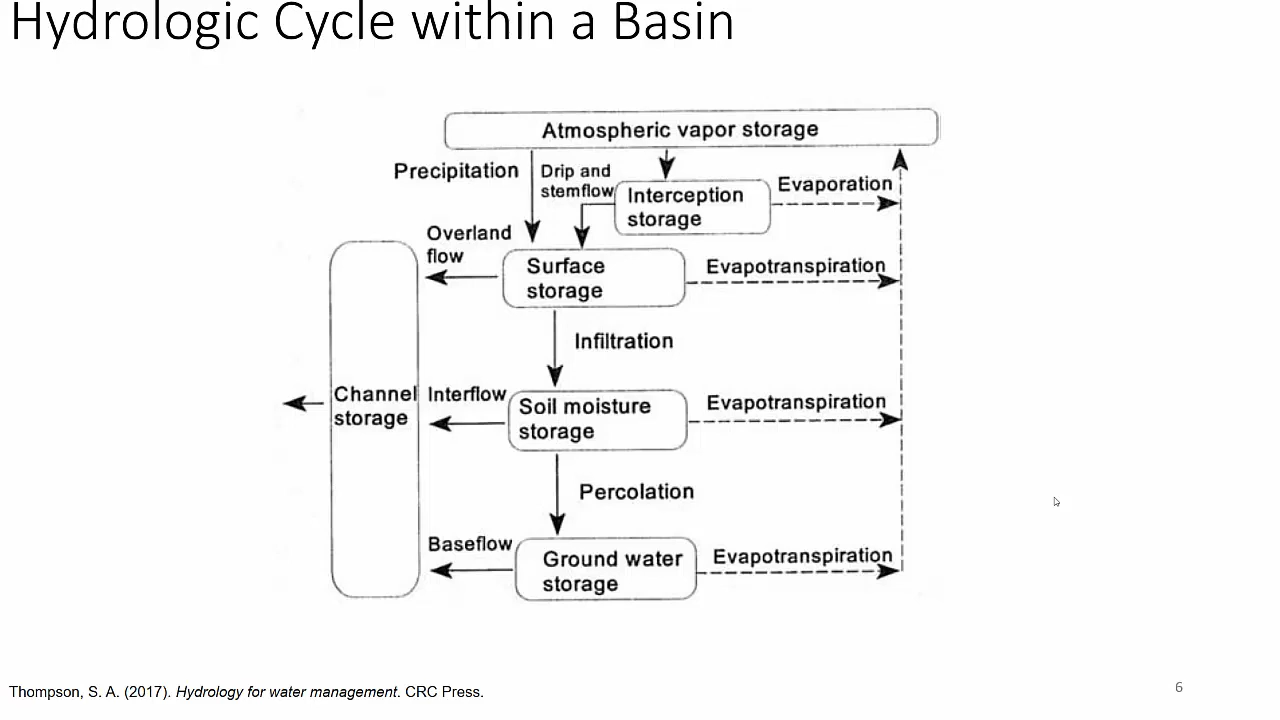 Hydrologic Cycle within a Basin
Atmospheric vapor storage
Precipitation
Drip and
stemflow
Interception
storage
Evaporation
Overland
flow
Surface
storage
Evapotranspiration
Infiltration
Channel
storage
Interflow
Soil moisture
storage
Evapotranspiration
Percolation
Baseflow
Ground water
storage
Evapotranspiration
Thompson, S. A. (2017). Hydrology for water management. CRC Press.
6